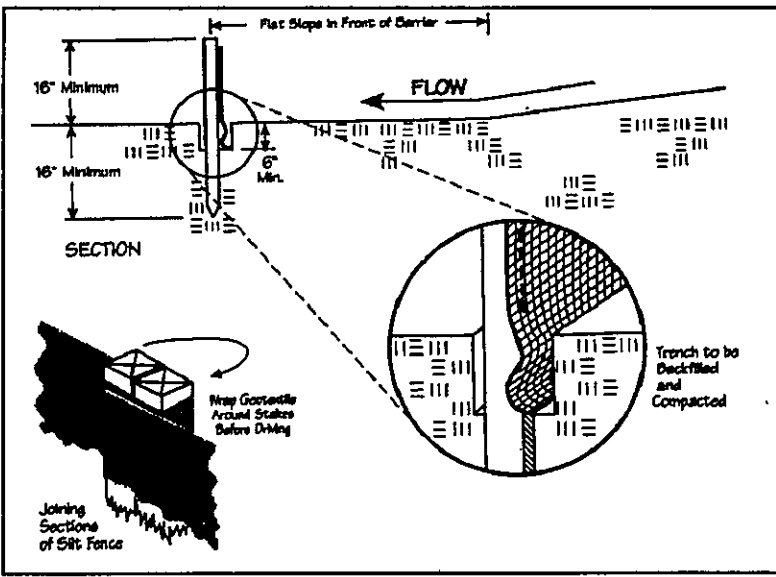 Flat Slope in Front of Barrier
16" Minimum
FLOW
16" Minimum
6"
Min.
SECTION
Wrap Geotextile
Around Stakes
Before Driving
Trench to be
Backfilled
and
Compacted
Joining
Sections
of Silt Fence